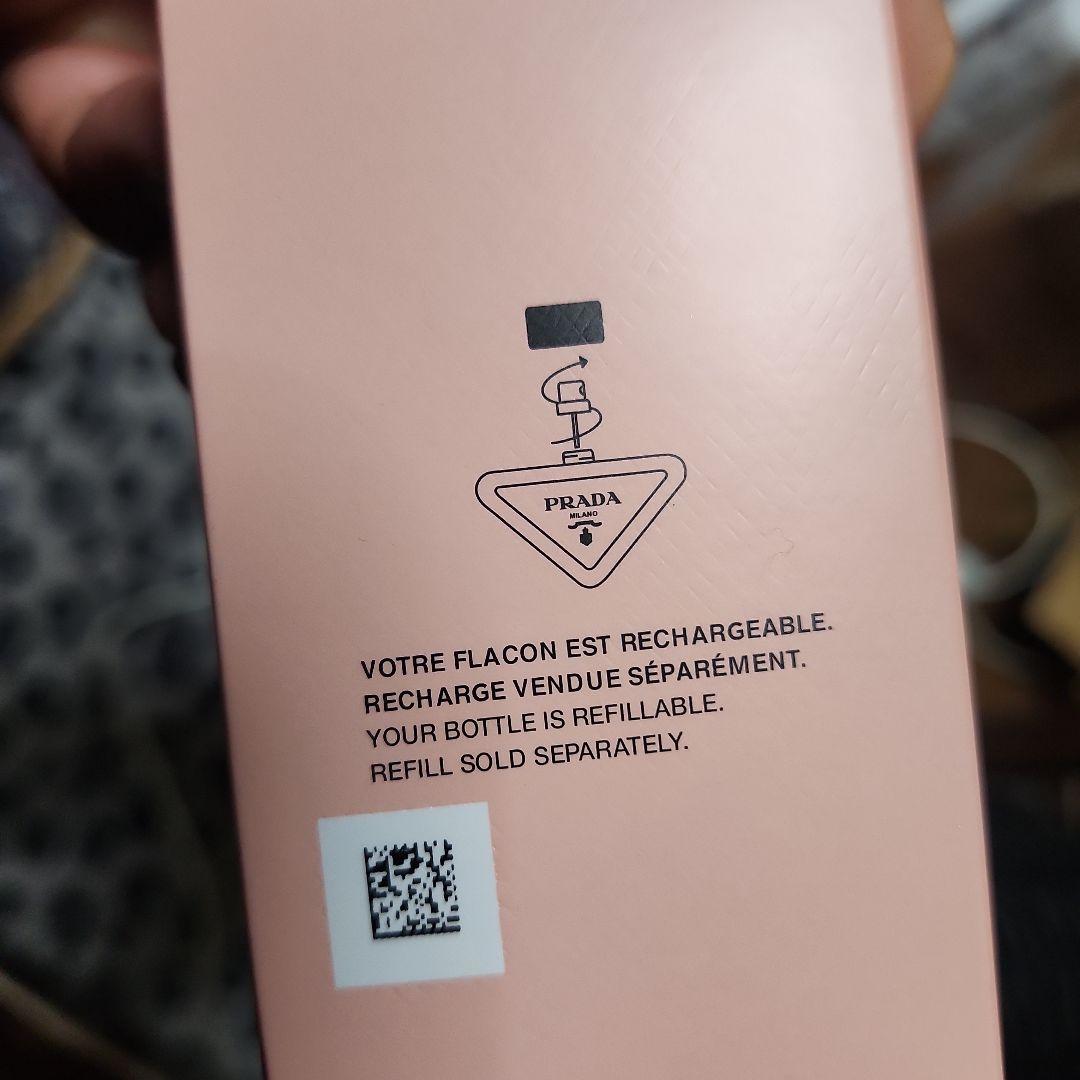 PRADA
MILANO
VOTRE FLACON EST RECHARGEABLE.
RECHARGE VENDUE SÉPARÉMENT.
YOUR BOTTLE IS REFILLABLE.
REFILL SOLD SEPARATELY.